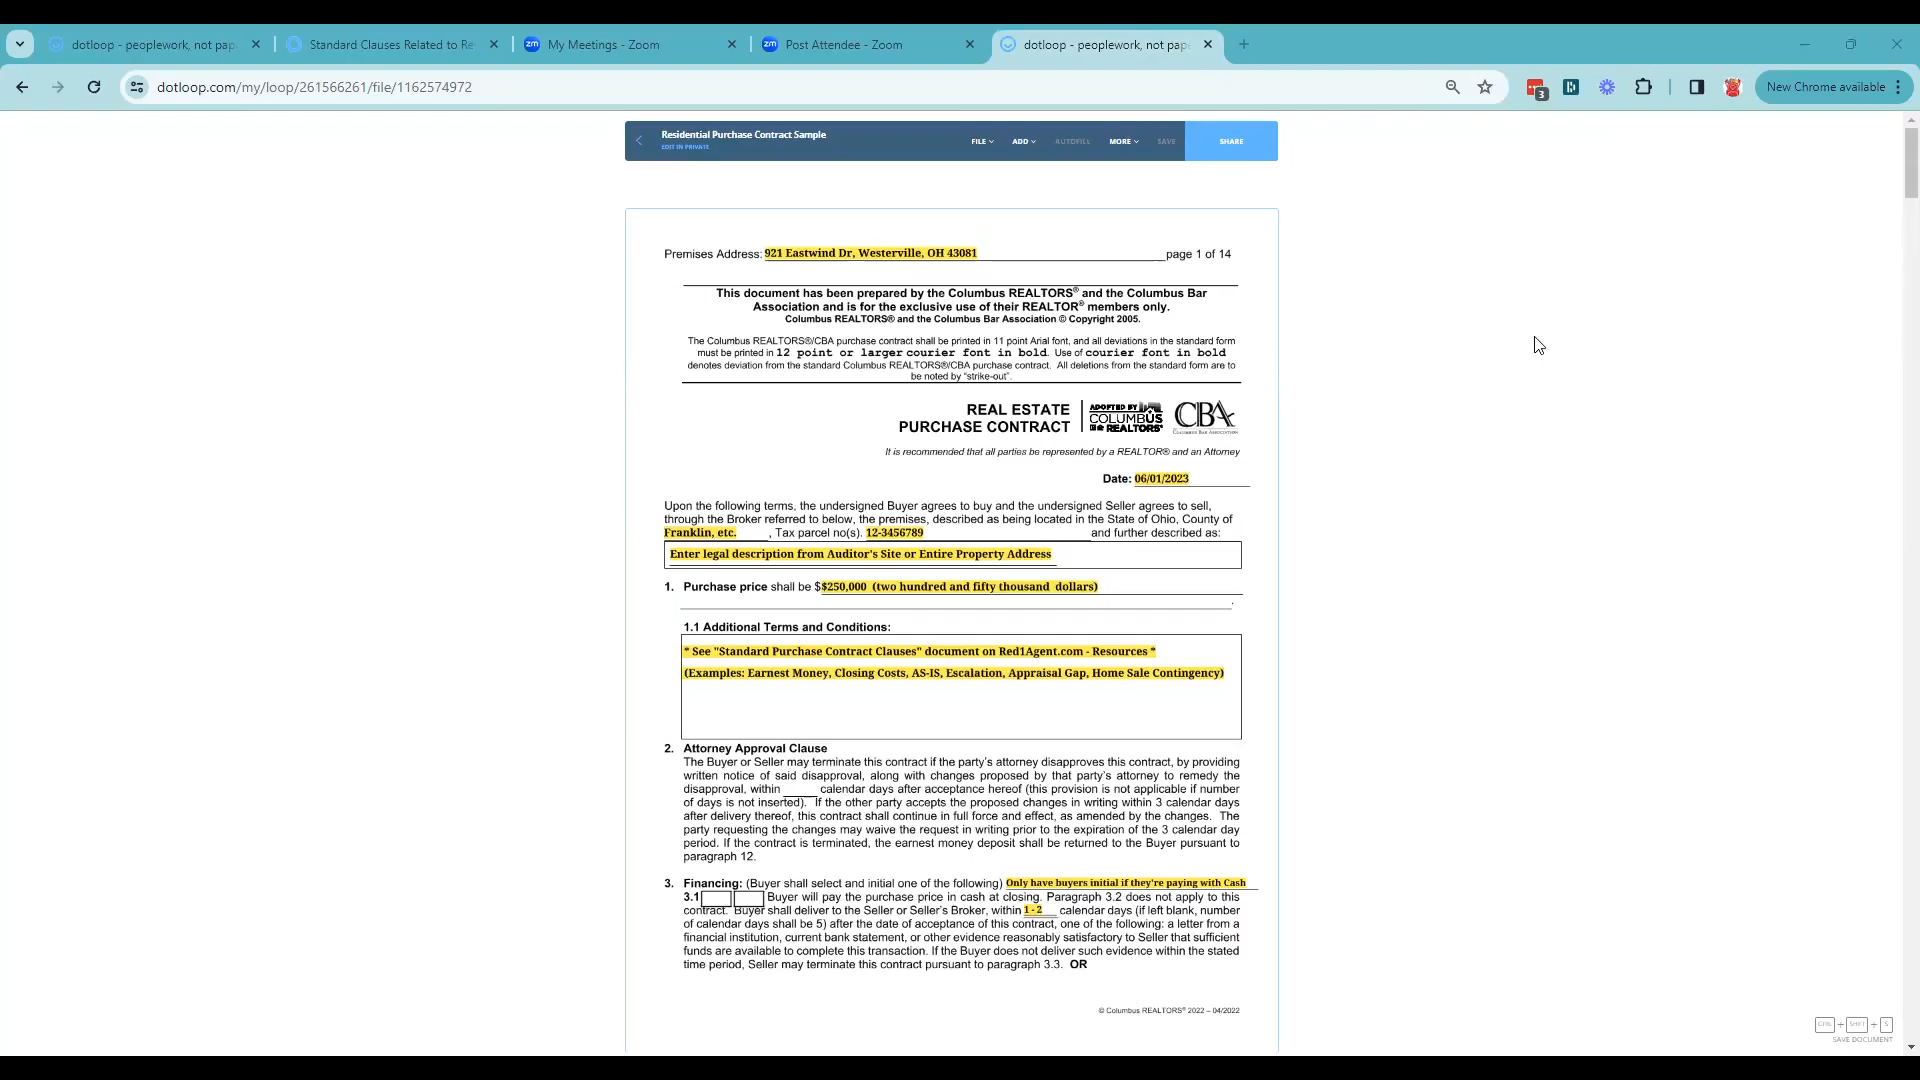 dotloop - peoplework, not pap
Standard Clauses Related to Re
My Meetings - Zoom
Post Attendee - Zoom
dotloop - peoplework, not pap
dotloop.com/my/loop/261566261/file/1162574972
3
New Chrome available
Residential Purchase Contract Sample
EDIT IN PRIVATE
FILE
ADD
AUTOFILL
MORE
SAVE
SHARE
Premises Address: 921 Eastwind Dr, Westerville, OH 43081 page 1 of 14
This document has been prepared by the Columbus REALTORS® and the Columbus Bar
Association and is for the exclusive use of their REALTOR® members only.
Columbus REALTORS® and the Columbus Bar Association © Copyright 2005.
The Columbus REALTORS®/CBA purchase contract shall be printed in 11 point Arial font, and all deviations in the standard form
must be printed in 12 point or larger courier font in bold. Use of courier font in bold
denotes deviation from the standard Columbus REALTORS®/CBA purchase contract. All deletions from the standard form are to
be noted by "strike-out".
REAL ESTATE
PURCHASE CONTRACT
ADOPTED BY
COLUMBUS
REALTORS®
CBA
COLUMBUS BAR ASSOCIATION
It is recommended that all parties be represented by a REALTOR® and an Attorney
Date: 06/01/2023
Upon the following terms, the undersigned Buyer agrees to buy and the undersigned Seller agrees to sell,
through the Broker referred to below, the premises, described as being located in the State of Ohio, County of
Franklin, etc. , Tax parcel no(s). 12-3456789 and further described as:
Enter legal description from Auditor's Site or Entire Property Address
1. Purchase price shall be $$250,000 (two hundred and fifty thousand dollars)
.
1.1 Additional Terms and Conditions:
* See "Standard Purchase Contract Clauses" document on Red1Agent.com - Resources *
(Examples: Earnest Money, Closing Costs, AS-IS, Escalation, Appraisal Gap, Home Sale Contingency)
2. Attorney Approval Clause
The Buyer or Seller may terminate this contract if the party's attorney disapproves this contract, by providing
written notice of said disapproval, along with changes proposed by that party's attorney to remedy the
disapproval, within _____ calendar days after acceptance hereof (this provision is not applicable if number
of days is not inserted). If the other party accepts the proposed changes in writing within 3 calendar days
after delivery thereof, this contract shall continue in full force and effect, as amended by the changes. The
party requesting the changes may waive the request in writing prior to the expiration of the 3 calendar day
period. If the contract is terminated, the earnest money deposit shall be returned to the Buyer pursuant to
paragraph 12.
3. Financing: (Buyer shall select and initial one of the following) Only have buyers initial if they're paying with Cash
3.1 Buyer will pay the purchase price in cash at closing. Paragraph 3.2 does not apply to this
contract. Buyer shall deliver to the Seller or Seller's Broker, within 1 - 2 calendar days (if left blank, number
of calendar days shall be 5) after the date of acceptance of this contract, one of the following: a letter from a
financial institution, current bank statement, or other evidence reasonably satisfactory to Seller that sufficient
funds are available to complete this transaction. If the Buyer does not deliver such evidence within the stated
time period, Seller may terminate this contract pursuant to paragraph 3.3. OR
© Columbus REALTORS® 2022 – 04/2022
CTRL + SHIFT + S
SAVE DOCUMENT